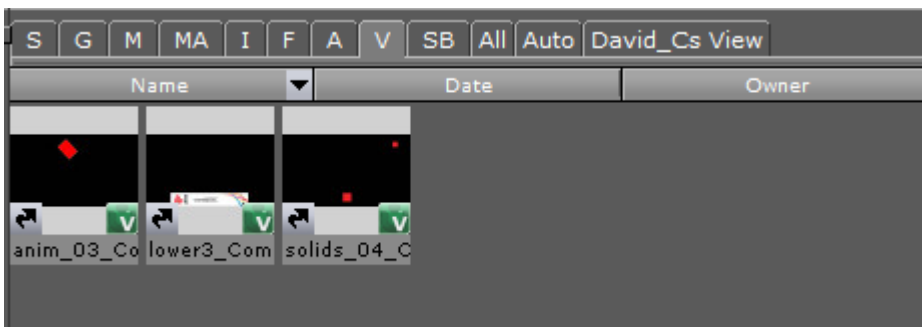 S G M MA I F A V SB All Auto David_Cs View
Name Date Owner
V V V
anim_03_Co lower3_Com solids_04_C